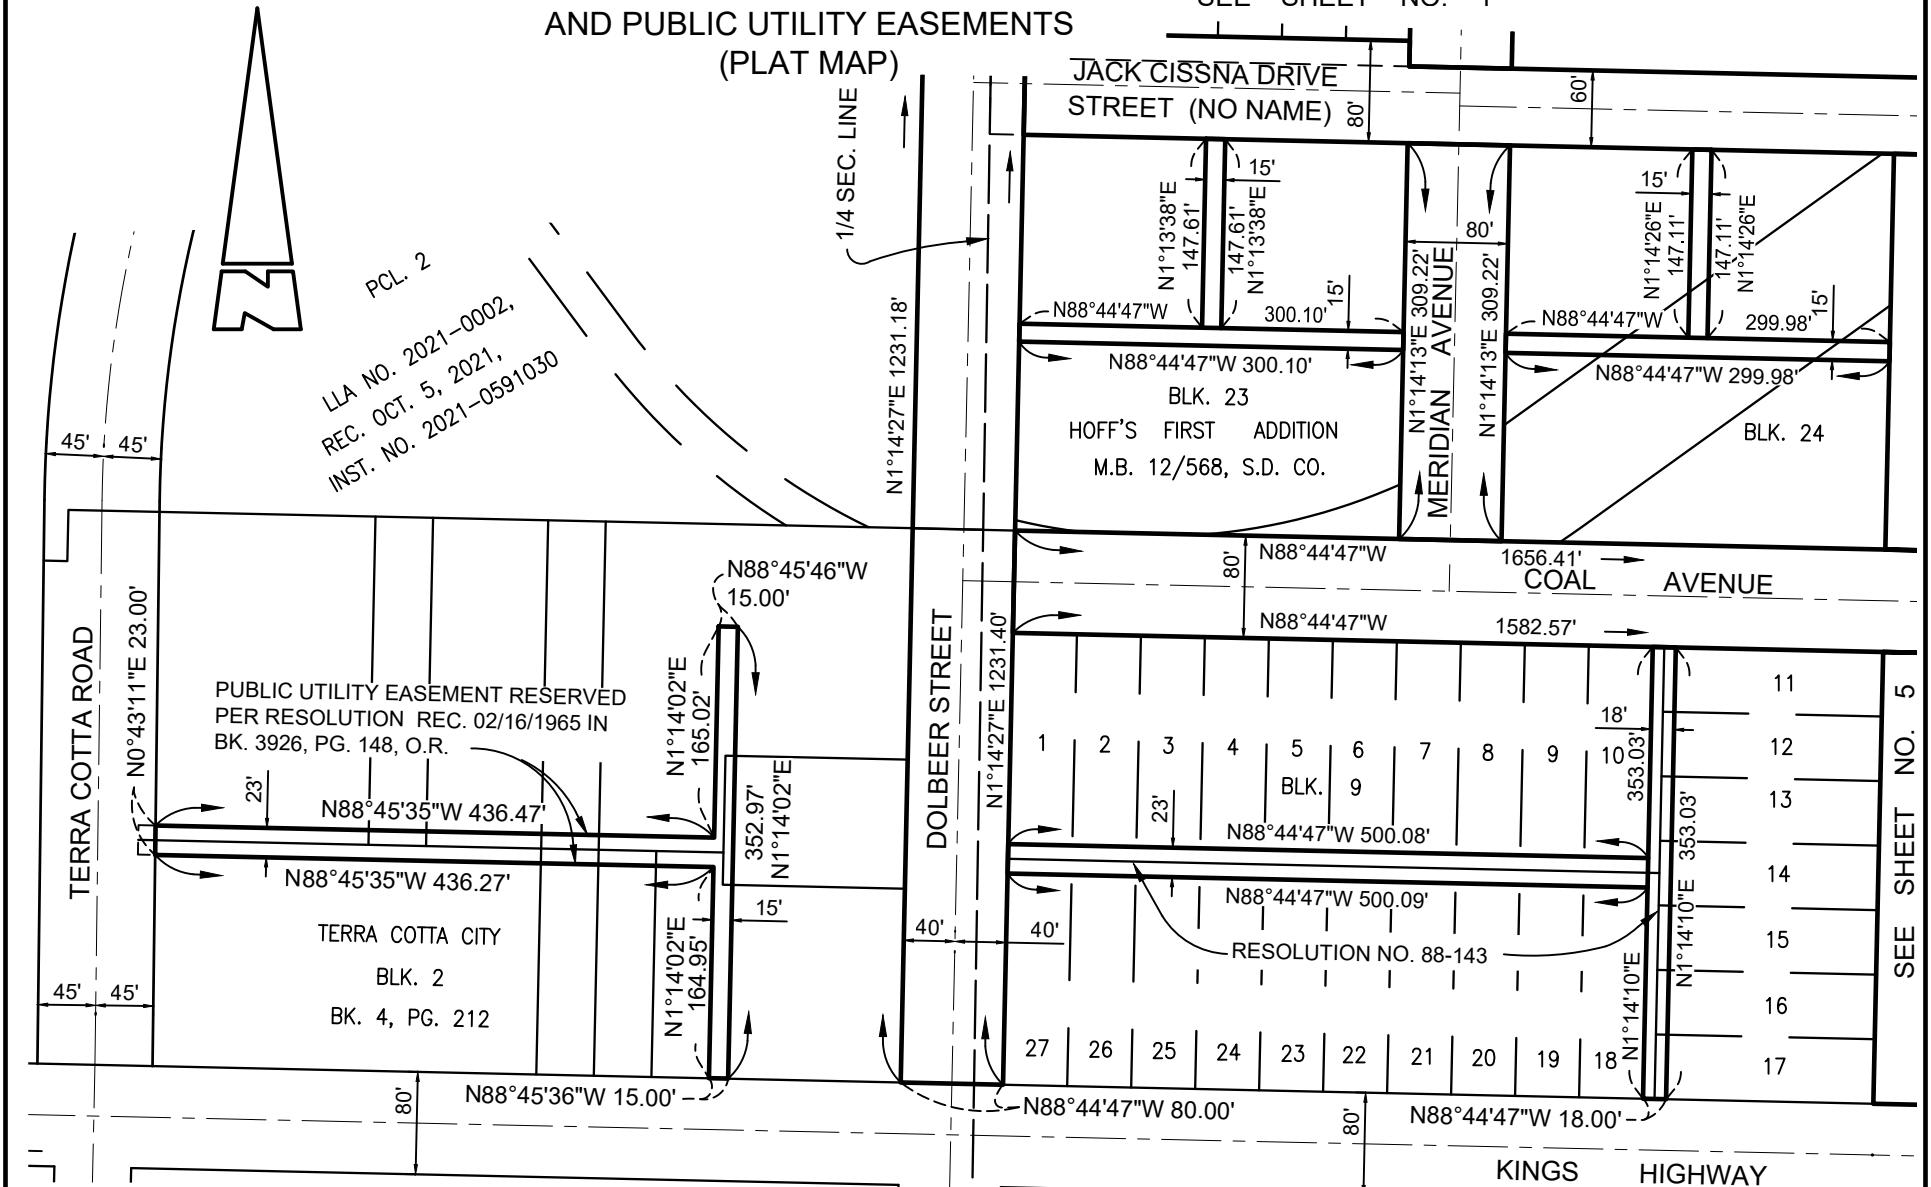 SEE SHEET NO.
AND PUBLIC UTILITY EASEMENTS
(PLAT MAP)
JACK CISSNA DRIVE
STREET (NO NAME)
80'
60'
1/4 SEC. LINE
N
PCL. 2
LLA NO. 2021-0002,
REC. OCT. 5, 2021,
INST. NO. 2021-0591030
N1°14'27"E 1231.18'
15'
N1°13'38"E
147.61'
147.61'
N1°13'38"E
15'
N88°44'47"W
300.10'
N88°44'47"W 300.10'
BLK. 23
HOFF'S FIRST ADDITION
M.B. 12/568, S.D. CO.
80'
N1°14'13"E 309.22'
MERIDIAN AVENUE
N1°14'13"E 309.22'
15'
N1°14'26"E
147.11'
147.11'
N1°14'26"E
15'
N88°44'47"W
299.98'
N88°44'47"W 299.98'
BLK. 24
45'
45'
N88°44'47"W
1656.41'
80'
COAL AVENUE
N88°44'47"W
1582.57'
N88°45'46"W
15.00'
N0°43'11"E 23.00'
TERRA COTTA ROAD
PUBLIC UTILITY EASEMENT RESERVED
PER RESOLUTION REC. 02/16/1965 IN
BK. 3926, PG. 148, O.R.
N1°14'02"E
165.02'
23'
N88°45'35"W 436.47'
N88°45'35"W 436.27'
352.97'
N1°14'02"E
15'
TERRA COTTA CITY
BLK. 2
BK. 4, PG. 212
N1°14'02"E
164.95'
45'
45'
DOLBEER STREET
N1°14'27"E 1231.40'
40'
40'
1
2
3
4
5
6
7
8
9
10
BLK. 9
11
12
13
14
15
16
17
18'
353.03'
353.03'
23'
N88°44'47"W 500.08'
N88°44'47"W 500.09'
RESOLUTION NO. 88-143
N1°14'10"E
N1°14'10"E
SEE SHEET NO. 5
27
26
25
24
23
22
21
20
19
18
80'
N88°45'36"W 15.00'
N88°44'47"W 80.00'
80'
N88°44'47"W 18.00'
KINGS HIGHWAY